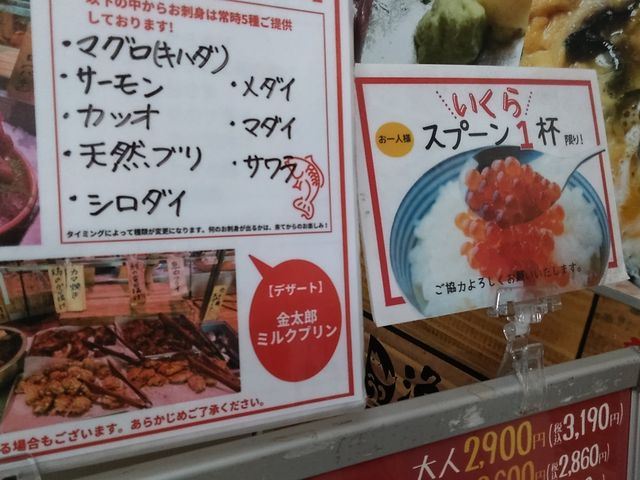 以下の中からお刺身は常時5種ご提供
しております!
・マグロ(キハダ)
・サーモン
・メダイ
・カツオ
・マダイ
・天然ブリ
・サワラ
・シロダイ
タイミングによって種類が変更になります。何のお刺身が出るかは、来てからのお楽しみ!
【デザート】
金太郎
ミルクプリン
る場合もございます。あらかじめご了承ください。
いくら
お一人様
スプーン1杯限り!
ご協力よろしくお願いいたします。
大人2,900円(税込3,190円
2,600円(税込2,860円